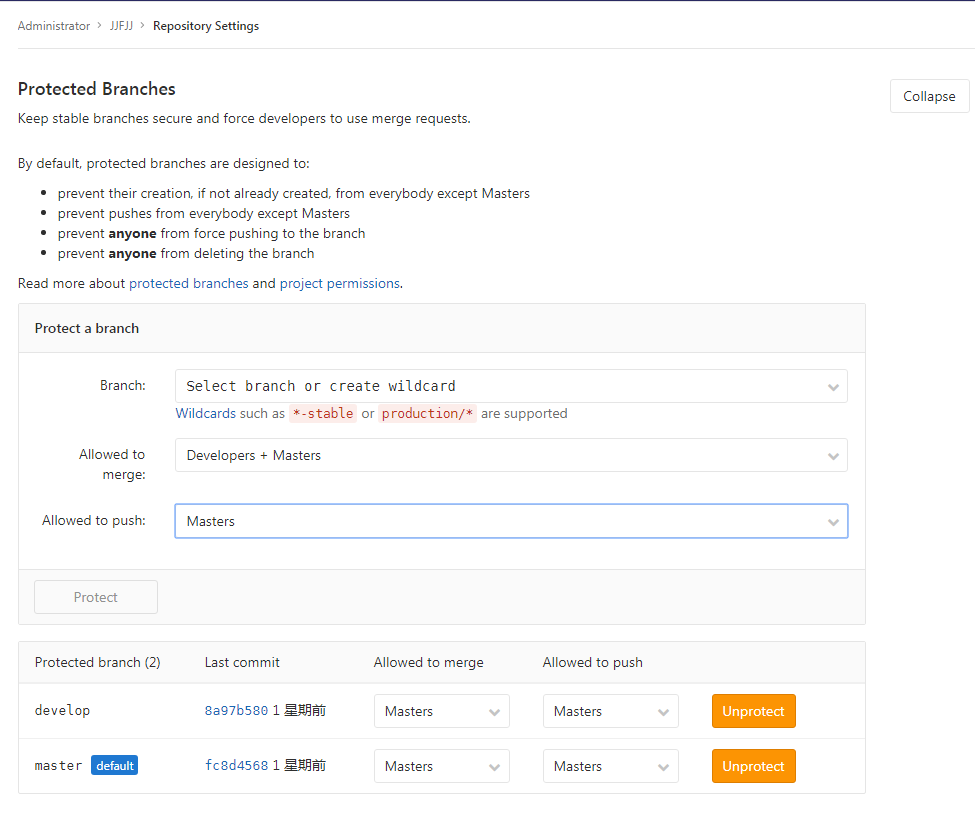 Administrator > JJFJJ > Repository Settings
Protected Branches
Collapse
Keep stable branches secure and force developers to use merge requests.
By default, protected branches are designed to:
• prevent their creation, if not already created, from everybody except Masters
• prevent pushes from everybody except Masters
• prevent anyone from force pushing to the branch
• prevent anyone from deleting the branch
Read more about protected branches and project permissions.
Protect a branch
Branch: Select branch or create wildcard
Wildcards such as *-stable or production/* are supported
Allowed to
merge:
Developers + Masters
Allowed to push: Masters
Protect
Protected branch (2) Last commit Allowed to merge Allowed to push
develop 8a97b580 1 星期前 Masters Masters Unprotect
master default fc8d4568 1 星期前 Masters Masters Unprotect